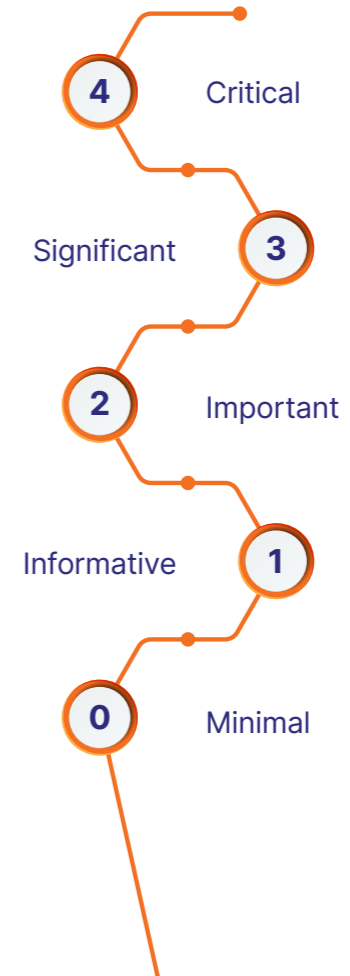 4 Critical
Significant 3
2 Important
Informative 1
0 Minimal